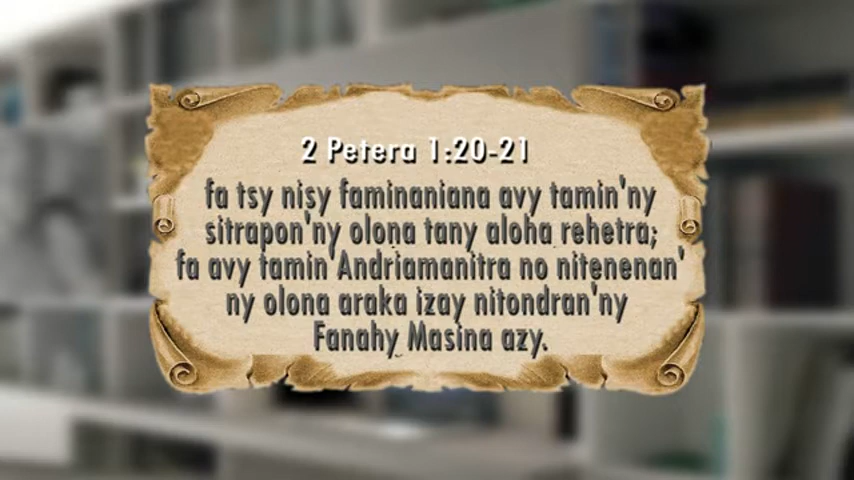 2 Petera 1:20-21
fa tsy nisy faminaniana avy tamin'ny
sitrapon'ny olona tany aloha rehetra;
fa avy tamin'Andriamanitra no nitenenan'
ny olona araka izay nitondran'ny
Fanahy Masina azy.